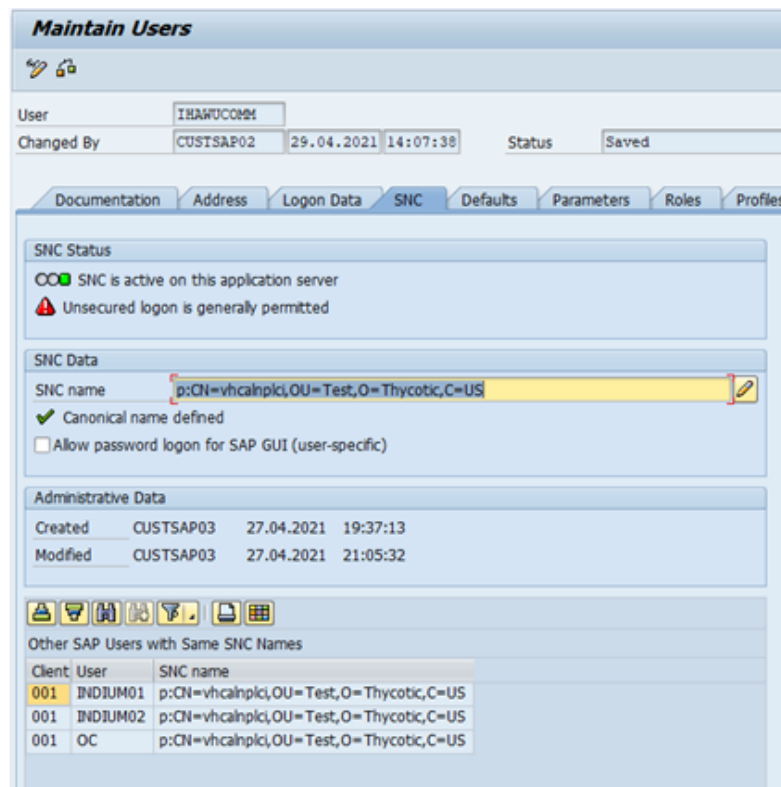 Maintain Users
User IHAWUCOMM
Changed By CUSTSAP02 29.04.2021 14:07:38 Status Saved
Documentation Address Logon Data SNC Defaults Parameters Roles Profiles
SNC Status
SNC is active on this application server
Unsecured logon is generally permitted
SNC Data
SNC name p:CN=vhcalnplci,OU=Test,O=Thycotic,C=US
Canonical name defined
Allow password logon for SAP GUI (user-specific)
Administrative Data
Created CUSTSAP03 27.04.2021 19:37:13
Modified CUSTSAP03 27.04.2021 21:05:32
Other SAP Users with Same SNC Names
Client User SNC name
001 INDIUM01 p:CN=vhcalnplci,OU=Test,O=Thycotic,C=US
001 INDIUM02 p:CN=vhcalnplci,OU=Test,O=Thycotic,C=US
001 OC p:CN=vhcalnplci,OU=Test,O=Thycotic,C=US